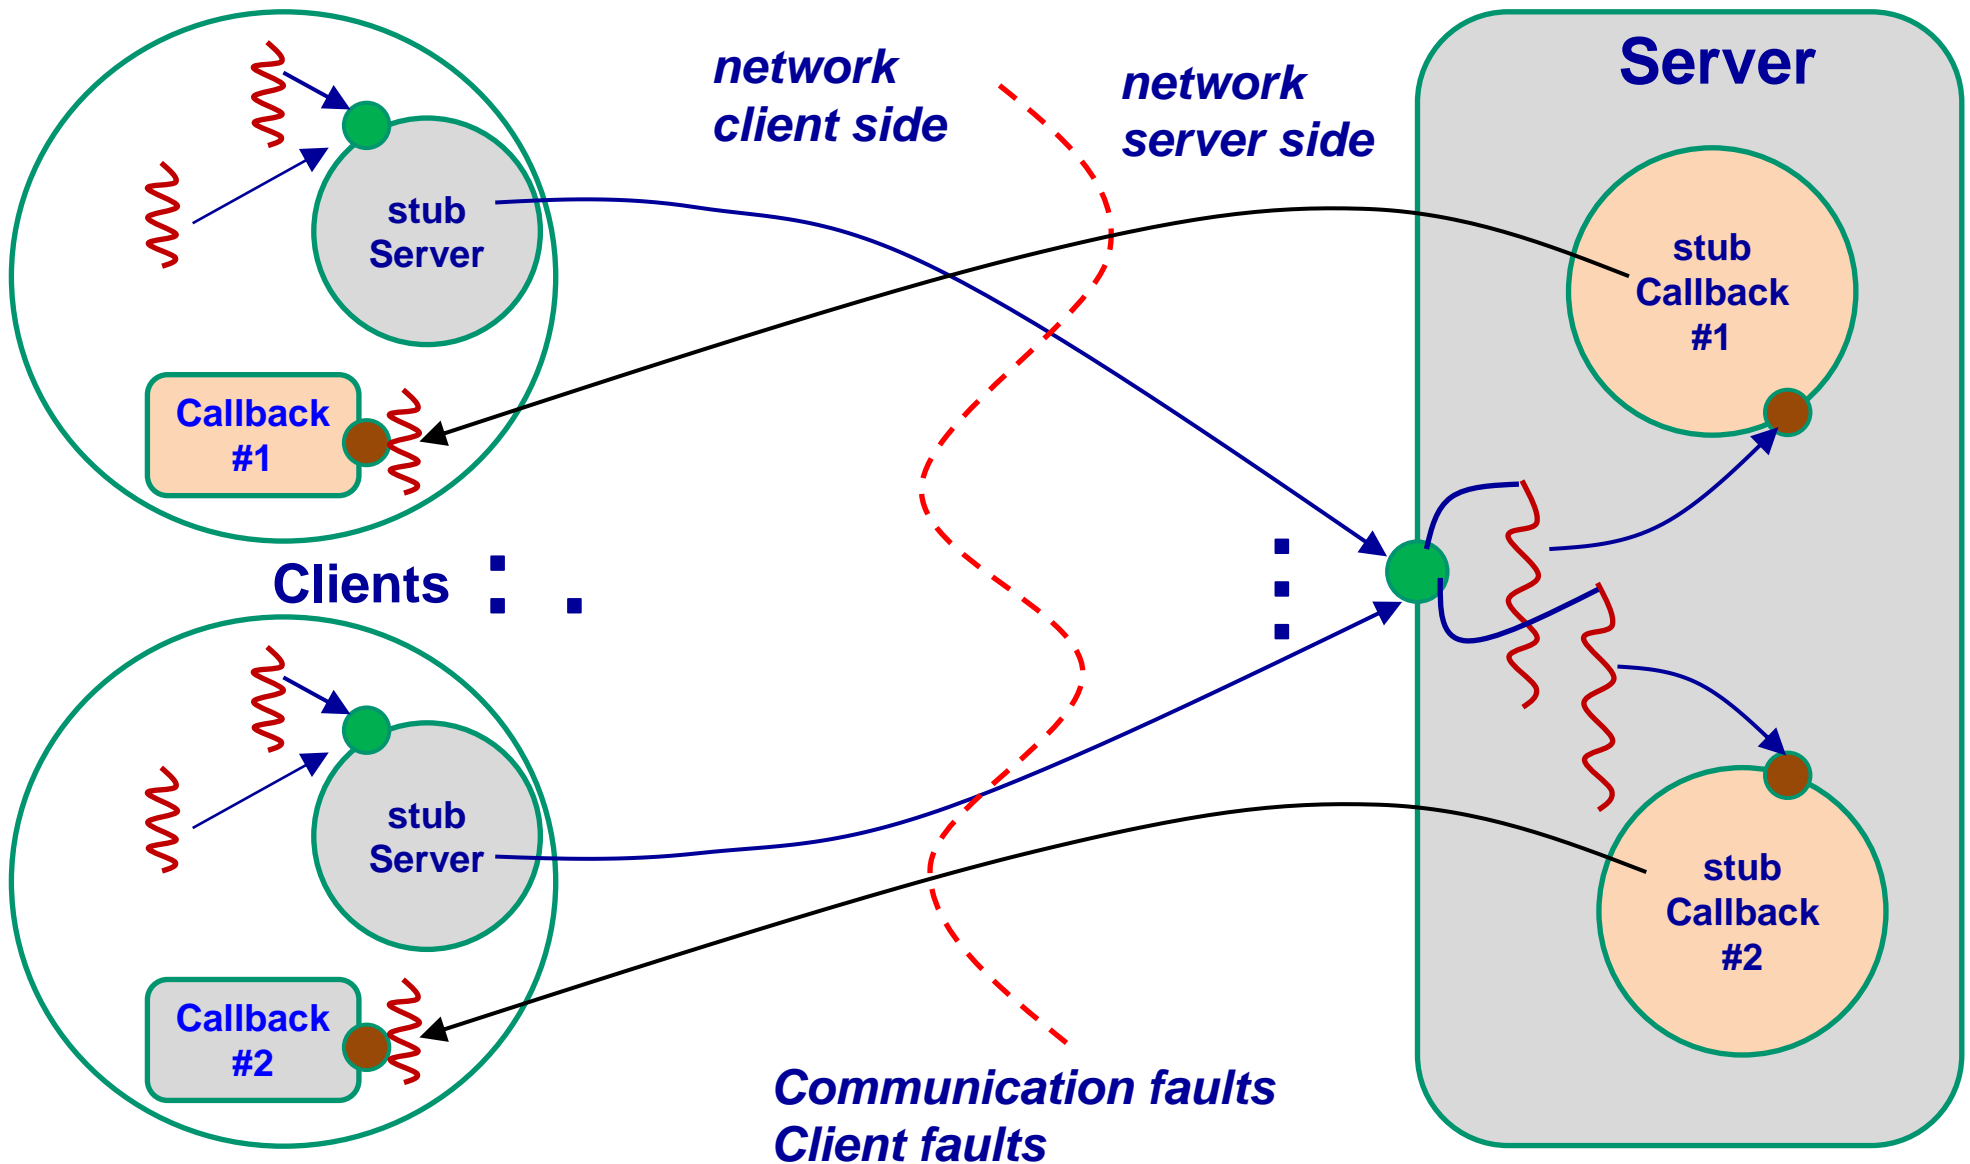 network
client side
network
server side
Server
stub
Server
stub
Callback
#1
Callback
#1
Clients
stub
Server
stub
Callback
#2
Callback
#2
Communication faults
Client faults